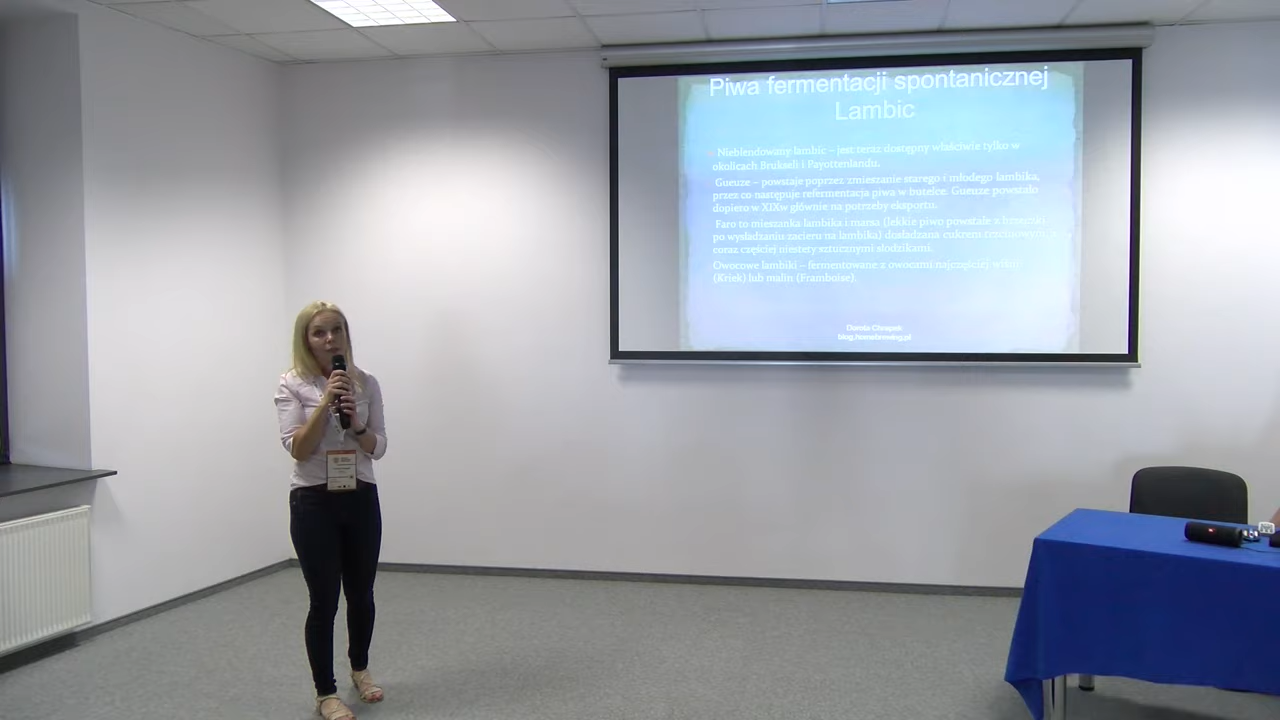 Piwa fermentacji spontanicznej
Lambic
Nieblendowany lambic – jest teraz dostępny właściwie tylko w
okolicach Brukseli i Payottenlandu.
Gueuze – powstaje poprzez zmieszanie starego i młodego lambika,
przez co następuje refermentacja piwa w butelce. Gueuze powstało
dopiero w XIXw głównie na potrzeby eksportu.
Faro to mieszanka lambika i marsa (lekkie piwo powstałe z brzeczki
po wysładzaniu zacieru na lambika) dosładzana cukrem trzcinowym a
coraz częściej niestety sztucznymi słodzikami.
Owocowe lambiki – fermentowane z owocami najczęściej wiśni
(Kriek) lub malin (Framboise).
Dorota Chrapek
blog.homebrewing.pl